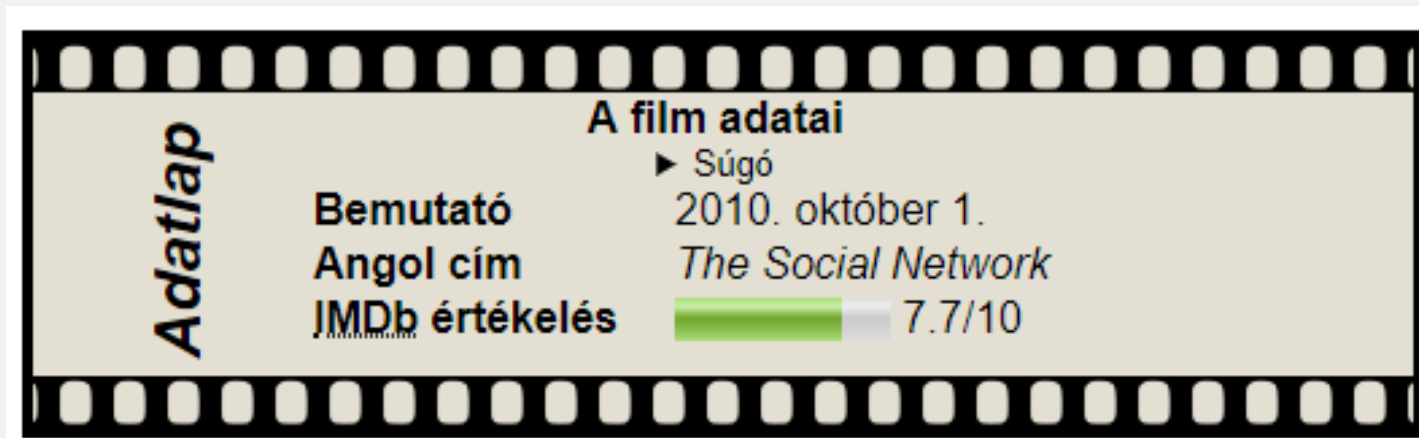 Adatlap
A film adatai
► Súgó
Bemutató 2010. október 1.
Angol cím The Social Network
IMDb értékelés 7.7/10